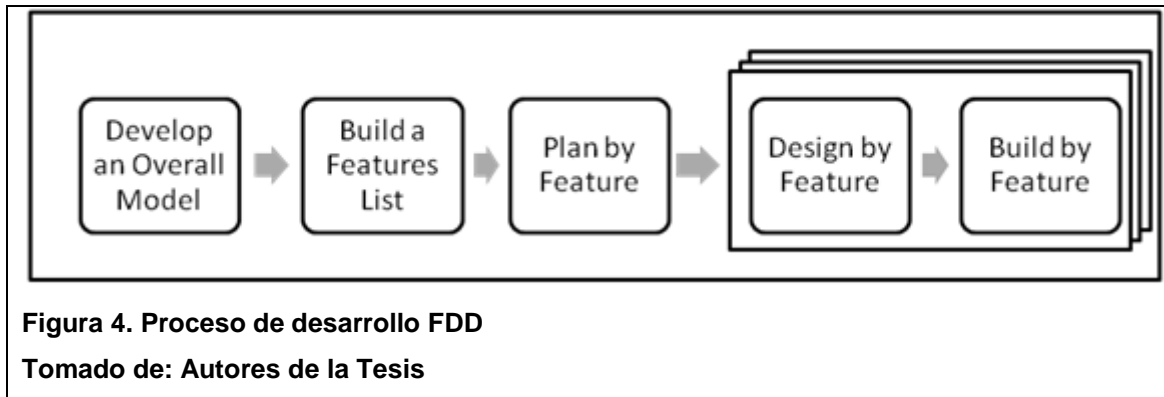 Develop
an Overall
Model
Build a
Features
List
Plan by
Feature
Design by
Feature
Build by
Feature
Figura 4. Proceso de desarrollo FDD
Tomado de: Autores de la Tesis